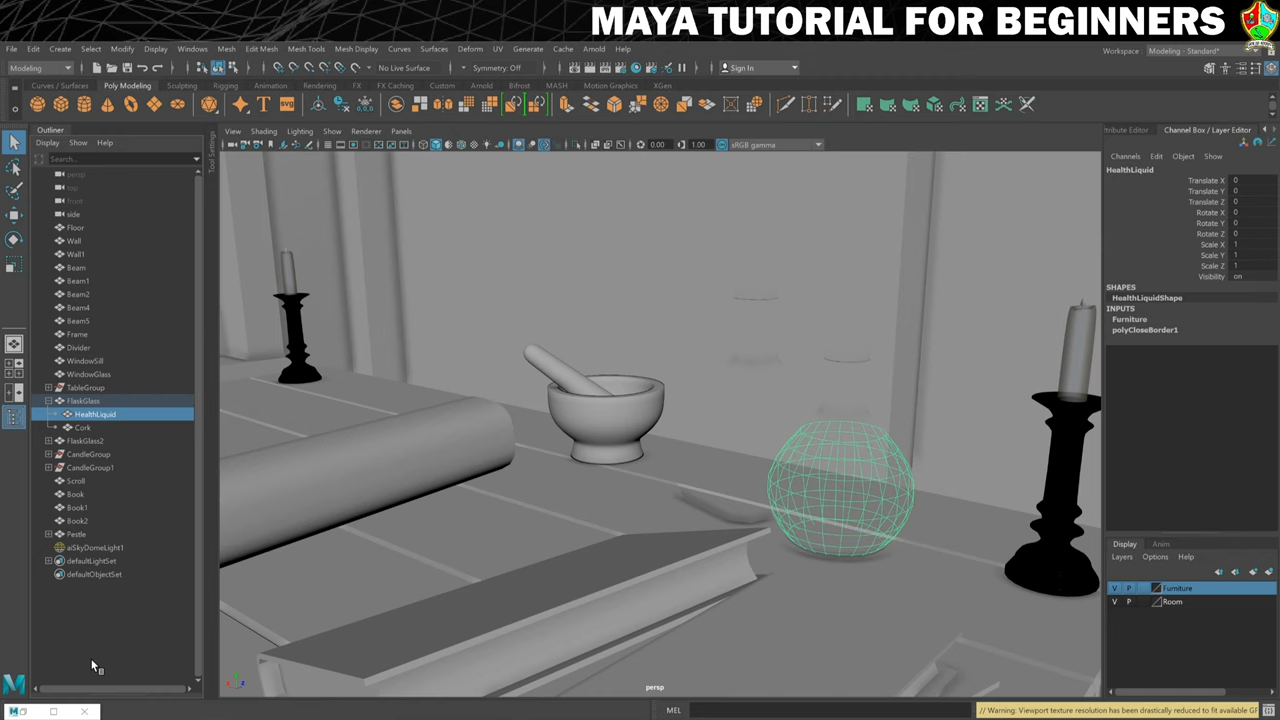 MAYA TUTORIAL FOR BEGINNERS
File Edit Create Select Modify Display Windows Mesh Edit Mesh Mesh Tools Mesh Display Curves Surfaces Deform UV Generate Cache Arnold Help
Workspace: Modeling - Standard*
Modeling No Live Surface Symmetry: Off Sign In
Curves / Surfaces Poly Modeling Sculpting Rigging Animation Rendering FX FX Caching Custom Arnold Bifrost MASH Motion Graphics XGen
Outliner
Display Show Help
Search...
persp
top
front
side
Floor
Wall
Wall1
Beam
Beam1
Beam2
Beam4
Beam5
Frame
Divider
WindowSill
WindowGlass
TableGroup
FlaskGlass
HealthLiquid
Cork
FlaskGlass2
CandleGroup
CandleGroup1
Scroll
Book
Book1
Book2
Pestle
aiSkyDomeLight1
defaultLightSet
defaultObjectSet
Tool Settings
View Shading Lighting Show Renderer Panels
0.00 1.00 sRGB gamma
persp
ttribute Editor Channel Box / Layer Editor
Channels Edit Object Show
HealthLiquid
Translate X 0
Translate Y 0
Translate Z 0
Rotate X 0
Rotate Y 0
Rotate Z 0
Scale X 1
Scale Y 1
Scale Z 1
Visibility on
SHAPES
HealthLiquidShape
INPUTS
Furniture
polyCloseBorder1
Display Anim
Layers Options Help
V P Furniture
V P Room
MEL
// Warning: Viewport texture resolution has been drastically reduced to fit available GF